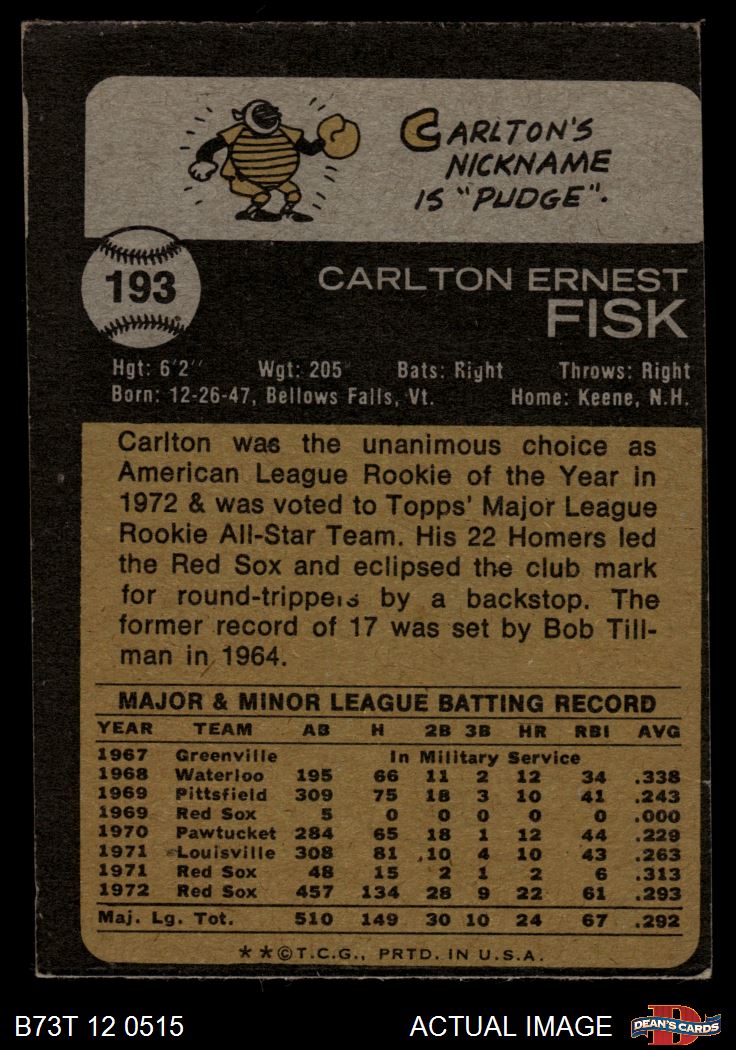 CARLTON'S
NICKNAME
IS "PUDGE".
193
CARLTON ERNEST
FISK
Hgt: 6'2" Wgt: 205 Bats: Right Throws: Right
Born: 12-26-47, Bellows Falls, Vt. Home: Keene, N.H.
Carlton was the unanimous choice as
American League Rookie of the Year in
1972 & was voted to Topps' Major League
Rookie All-Star Team. His 22 Homers led
the Red Sox and eclipsed the club mark
for round-trippers by a backstop. The
former record of 17 was set by Bob Till-
man in 1964.
MAJOR & MINOR LEAGUE BATTING RECORD
YEAR TEAM AB H 2B 3B HR RBI AVG
1967 Greenville In Military Service
1968 Waterloo 195 66 11 2 12 34 .338
1969 Pittsfield 309 75 18 3 10 41 .243
1969 Red Sox 5 0 0 0 0 0 .000
1970 Pawtucket 284 65 18 1 12 44 .229
1971 Louisville 308 81 10 4 10 43 .263
1971 Red Sox 48 15 2 1 2 6 .313
1972 Red Sox 457 134 28 9 22 61 .293
Maj. Lg. Tot. 510 149 30 10 24 67 .292
**©T.C.G., PRTD. IN U.S.A.
B73T 12 0515 ACTUAL IMAGE D DEAN'S CARDS